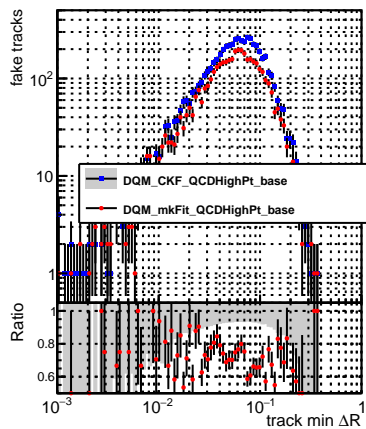 fake tracks
10²
10
1
DQM_CKF_QCDHighPt_base
DQM_mkFit_QCDHighPt_base
Ratio
1
0.8
0.6
10⁻³ 10⁻² 10⁻¹ 1
track min ΔR